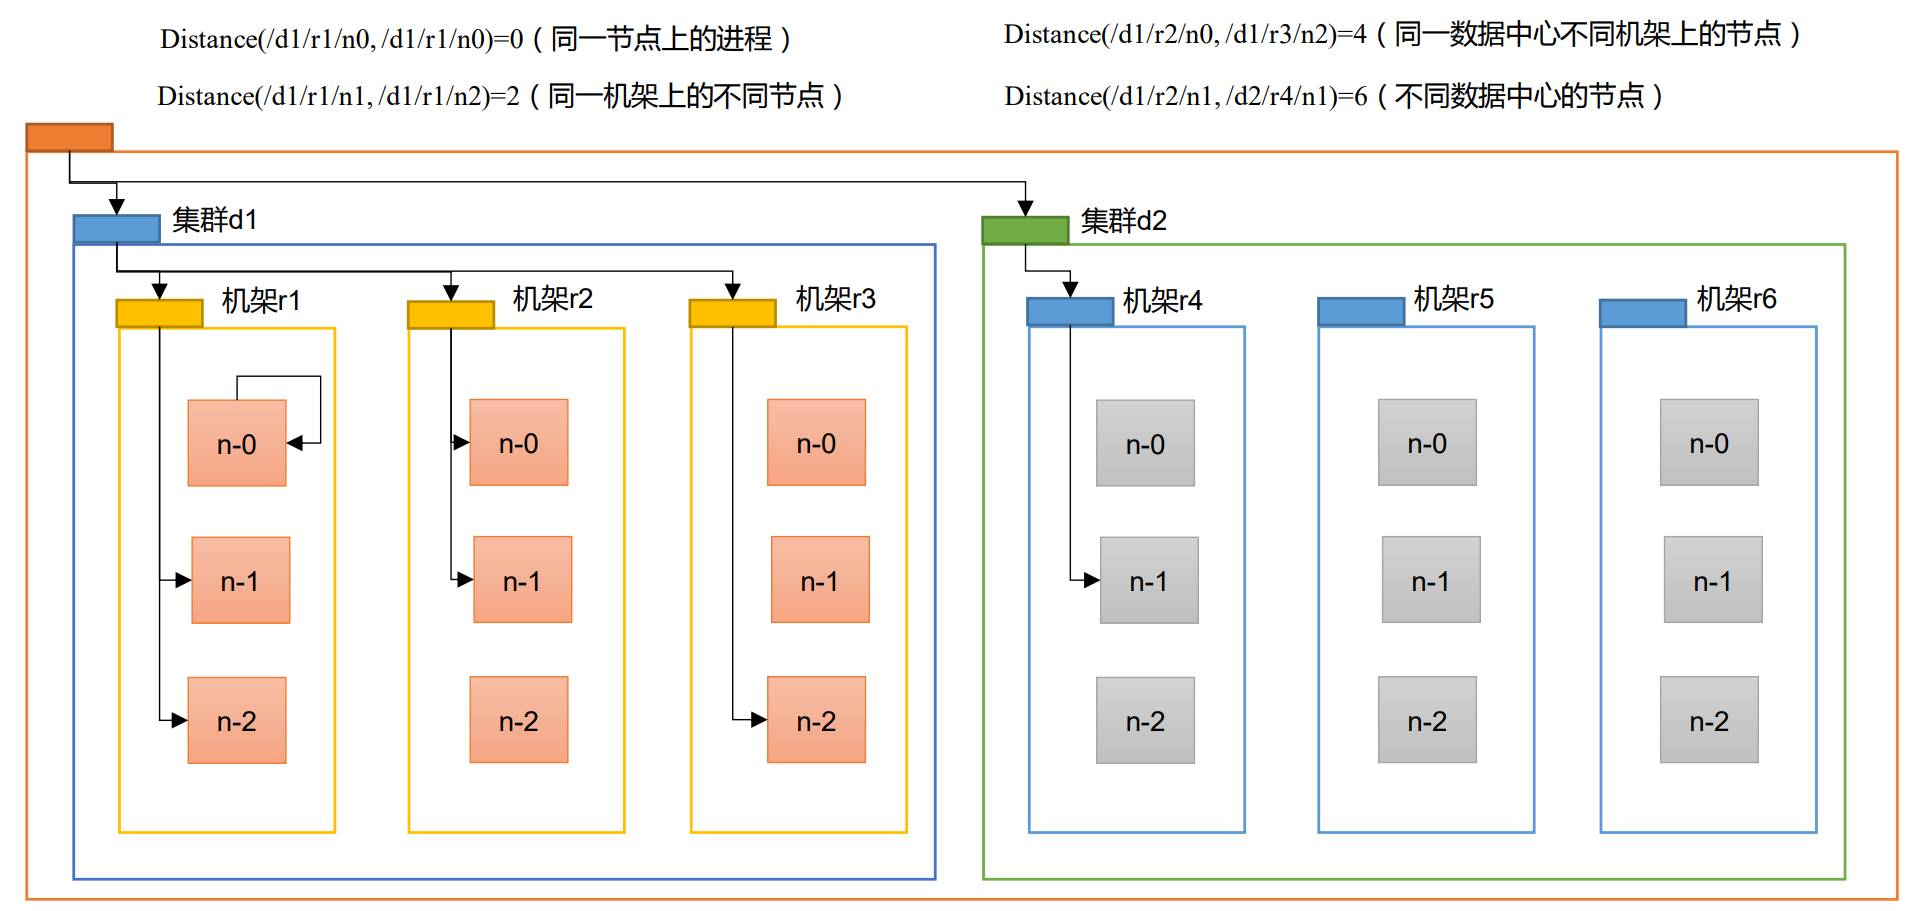 Distance(/d1/r1/n0, /d1/r1/n0)=0（同一节点上的进程）
Distance(/d1/r2/n0, /d1/r3/n2)=4（同一数据中心不同机架上的节点）
Distance(/d1/r1/n1, /d1/r1/n2)=2（同一机架上的不同节点）
Distance(/d1/r2/n1, /d2/r4/n1)=6（不同数据中心的节点）
集群d1
集群d2
机架r1
机架r2
机架r3
机架r4
机架r5
机架r6
n-0
n-0
n-0
n-0
n-0
n-0
n-1
n-1
n-1
n-1
n-1
n-1
n-2
n-2
n-2
n-2
n-2
n-2